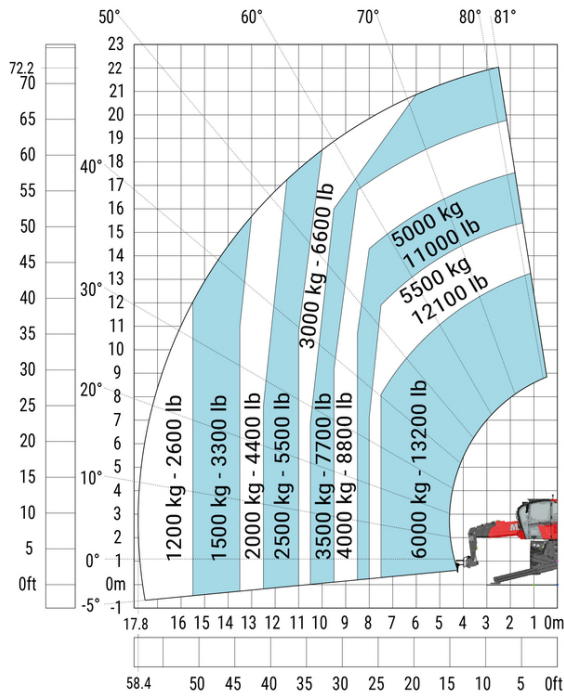 50° 60° 70° 80° 81°
23
72.2 22
70 21
20
65 19
60 40° 18
17
55 16
50 15
14
45 13
40 30° 12
11
35 10
30 9
20° 8
25 7
20 6
5
15 10° 4
10 3
2
5 0° 1
0ft 0m
-5° -1
1200 kg - 2600 lb
1500 kg - 3300 lb
2000 kg - 4400 lb
2500 kg - 5500 lb
3000 kg - 6600 lb
3500 kg - 7700 lb
4000 kg - 8800 lb
5000 kg
11000 lb
5500 kg
12100 lb
6000 kg - 13200 lb
17.8 16 15 14 13 12 11 10 9 8 7 6 5 4 3 2 1 0m
58.4 50 45 40 35 30 25 20 15 10 5 0ft